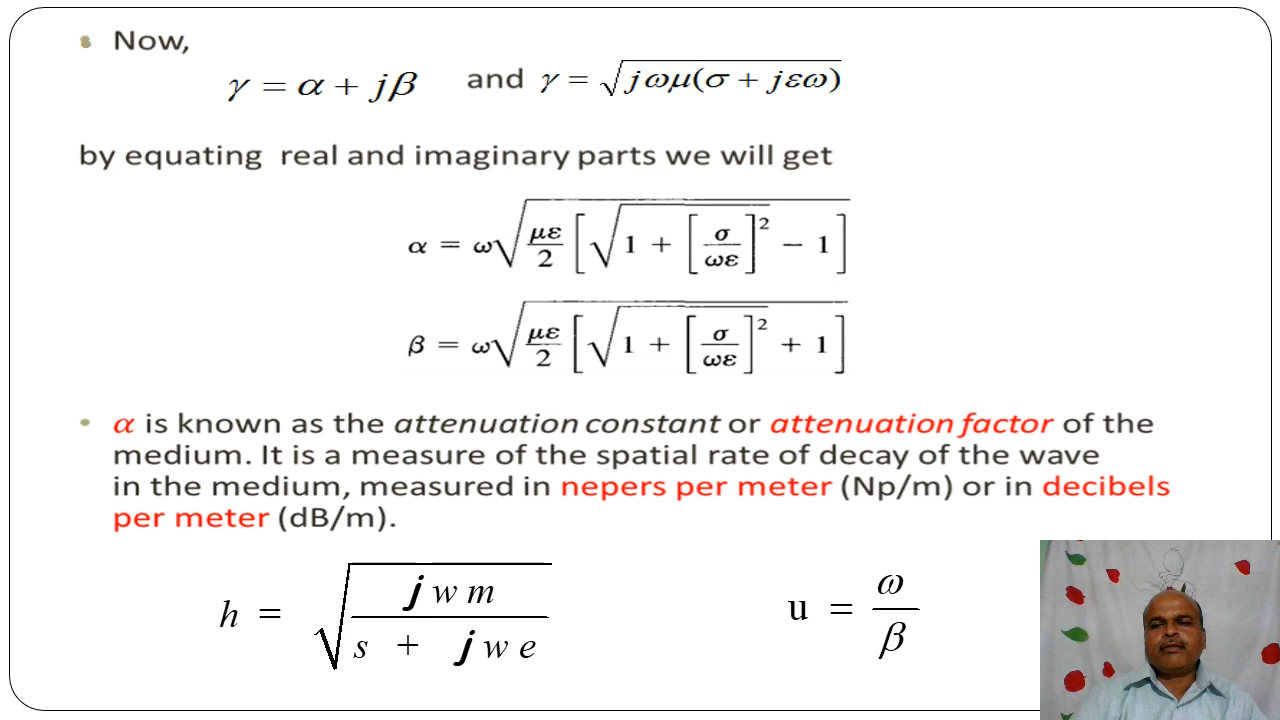 Now,
γ = α + jβ and γ = √(jωμ(σ + jεω))
by equating real and imaginary parts we will get
α = ω√(με/2 [√(1 + [σ/ωε]²) − 1])
β = ω√(με/2 [√(1 + [σ/ωε]²) + 1])
• α is known as the attenuation constant or attenuation factor of the
medium. It is a measure of the spatial rate of decay of the wave
in the medium, measured in nepers per meter (Np/m) or in decibels
per meter (dB/m).
h = √(j w m / s + j w e) u = ω/β